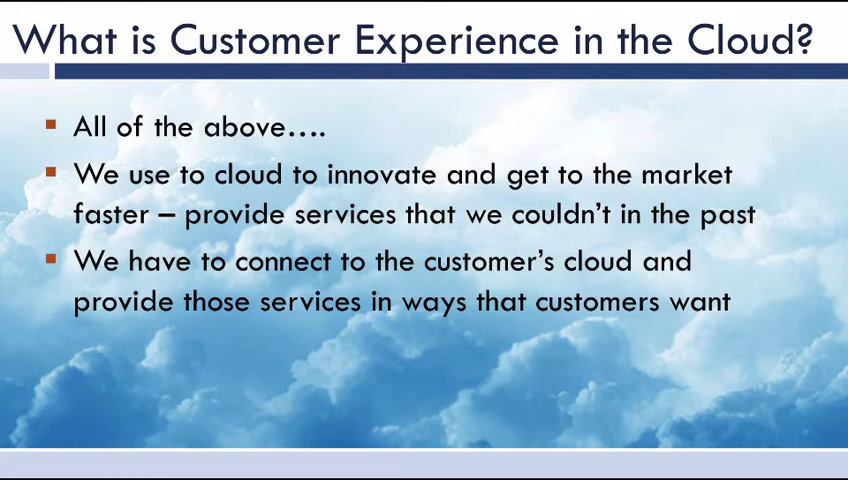 What is Customer Experience in the Cloud?
All of the above....
We use to cloud to innovate and get to the market
faster – provide services that we couldn't in the past
We have to connect to the customer's cloud and
provide those services in ways that customers want